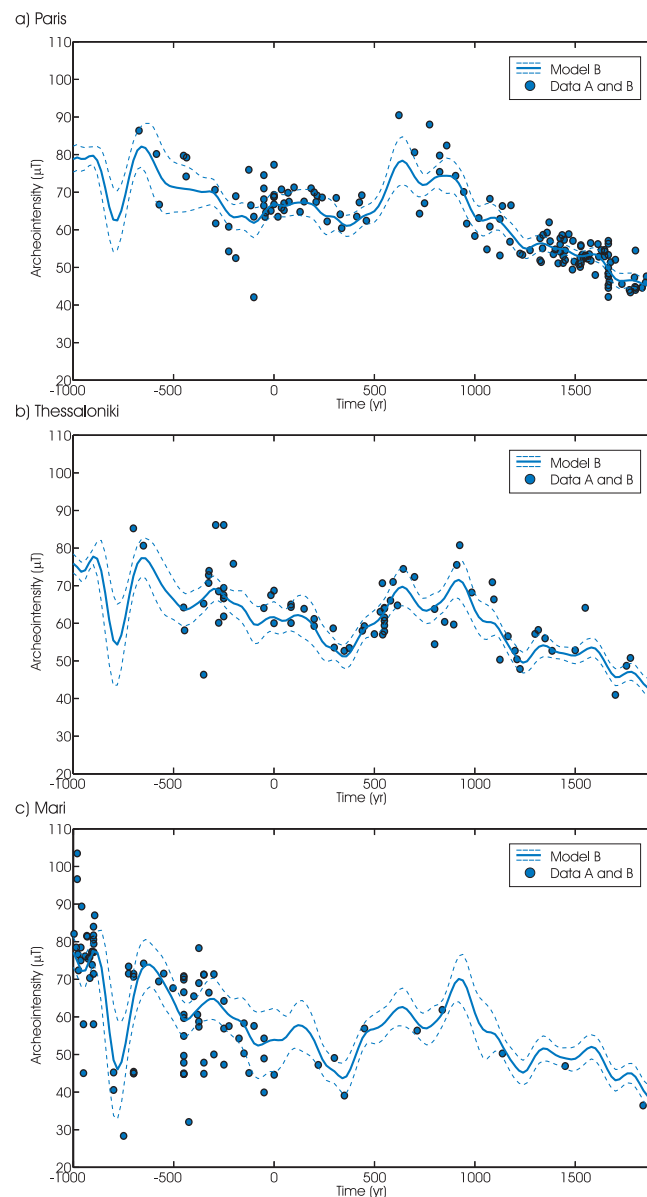 a) Paris
110
100
90
80
70
60
50
40
30
20
Archeointensity (µT)
Model B
Data A and B
-1000 -500 0 500 1000 1500
Time (yr)
b) Thessaloniki
110
100
90
80
70
60
50
40
30
20
Archeointensity (µT)
Model B
Data A and B
-1000 -500 0 500 1000 1500
Time (yr)
c) Mari
110
100
90
80
70
60
50
40
30
20
Archeointensity (µT)
Model B
Data A and B
-1000 -500 0 500 1000 1500
Time (yr)